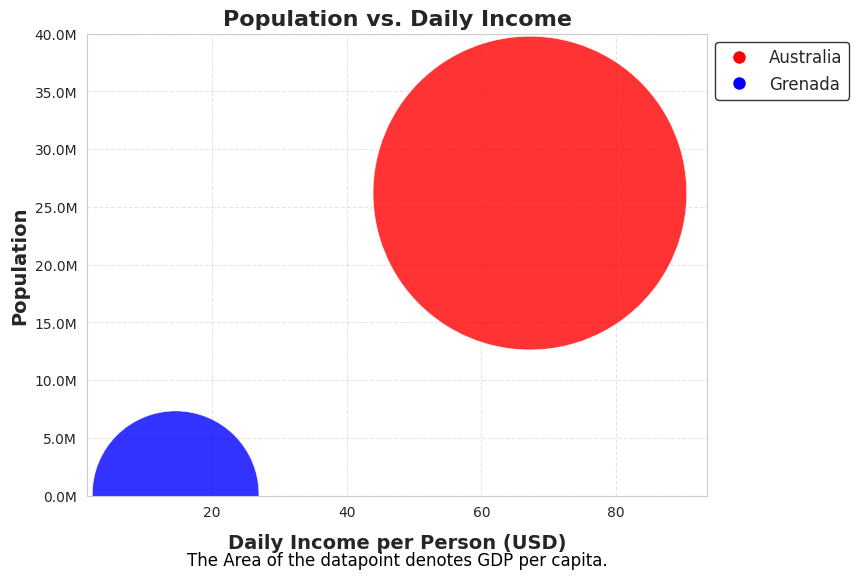 Population vs. Daily Income
Australia
Grenada
40.0M
35.0M
30.0M
25.0M
20.0M
15.0M
10.0M
5.0M
0.0M
Population
20
40
60
80
Daily Income per Person (USD)
The Area of the datapoint denotes GDP per capita.